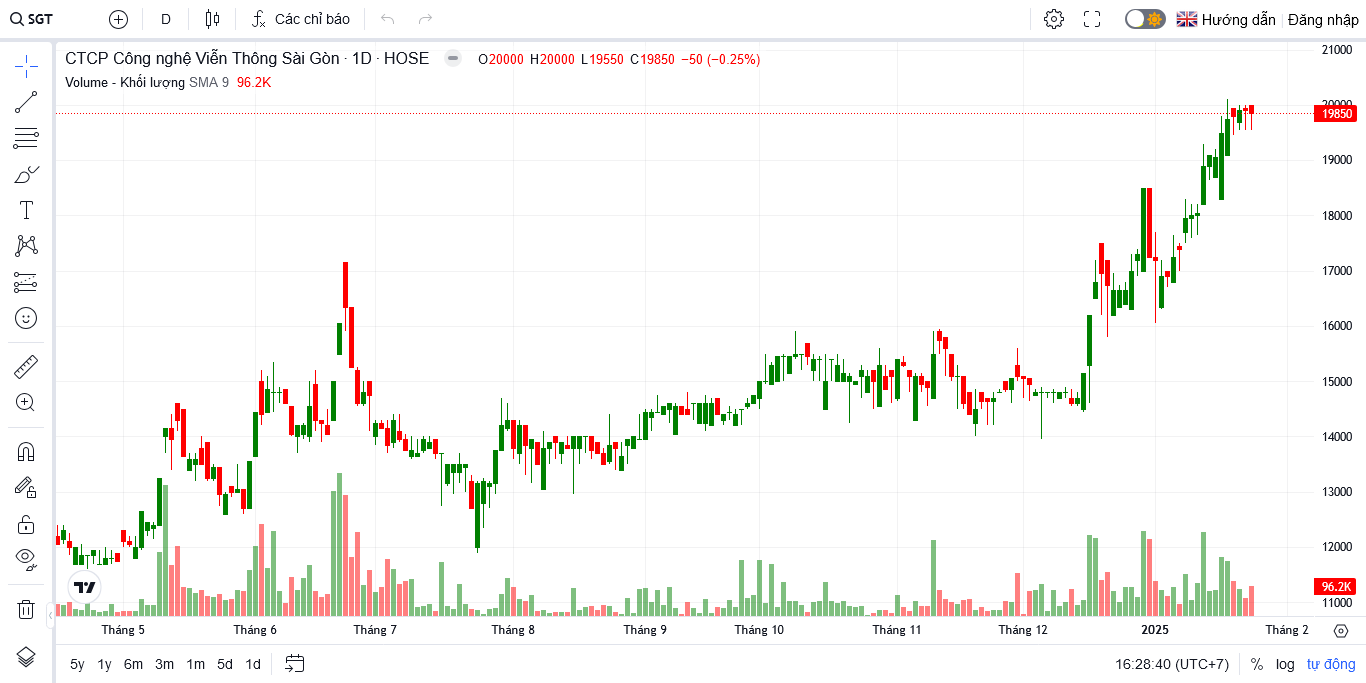 SGT D Các chỉ báo Hướng dẫn Đăng nhập
CTCP Công nghệ Viễn Thông Sài Gòn · 1D · HOSE O20000 H20000 L19550 C19850 −50 (−0.25%)
Volume - Khối lượng SMA 9 96.2K
21000
20000
19850
19000
18000
17000
16000
15000
14000
13000
12000
96.2K
11000
Tháng 5 Tháng 6 Tháng 7 Tháng 8 Tháng 9 Tháng 10 Tháng 11 Tháng 12 2025 Tháng 2
5y 1y 6m 3m 1m 5d 1d 16:28:40 (UTC+7) % log tự động